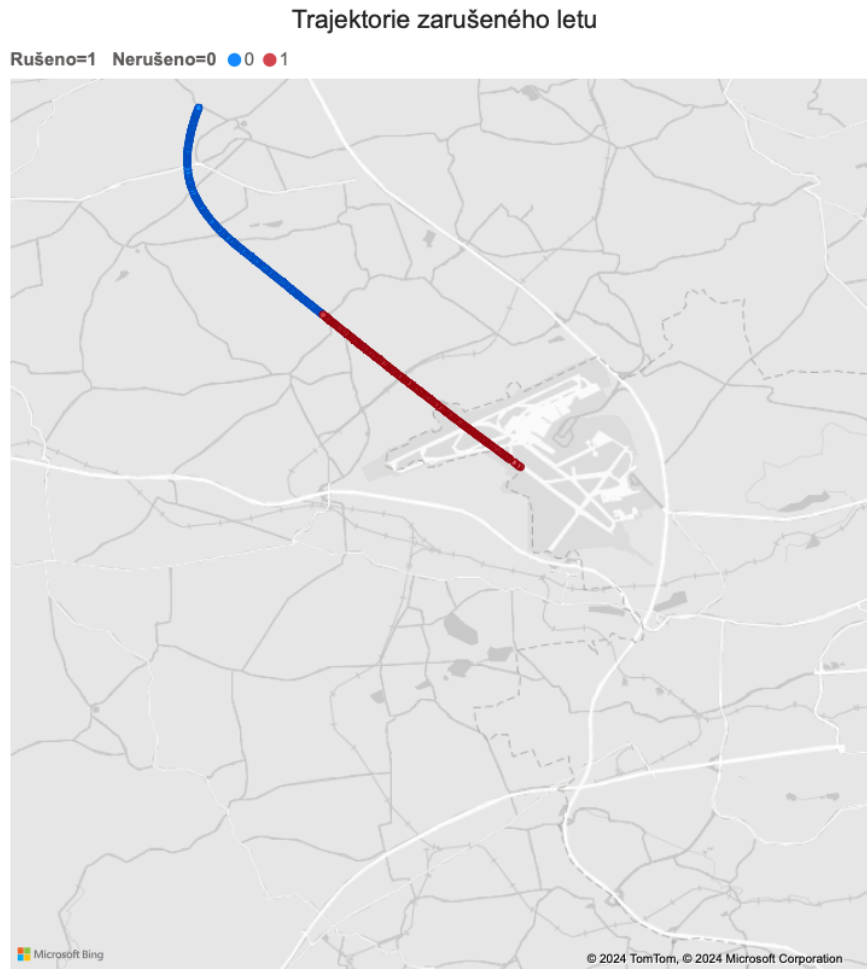 Trajektorie zarušeného letu
Rušeno=1 Nerušeno=0 0 1
Microsoft Bing
© 2024 TomTom, © 2024 Microsoft Corporation